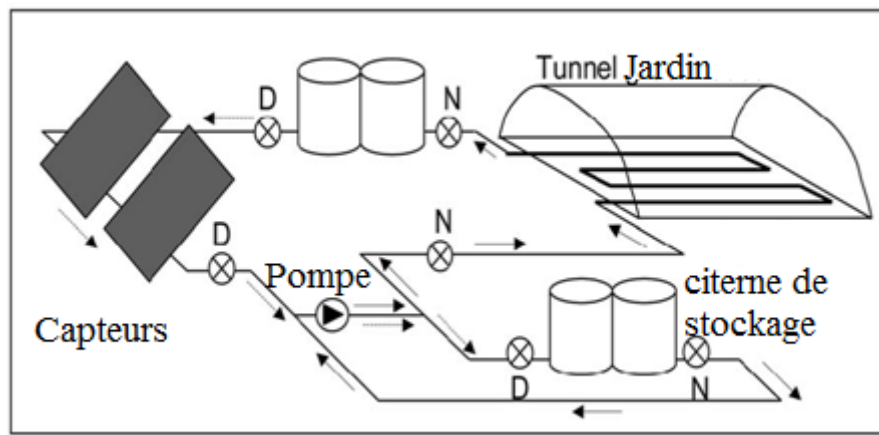 Tunnel Jardin
D
N
N
D
Pompe
citerne de
stockage
Capteurs
D
N